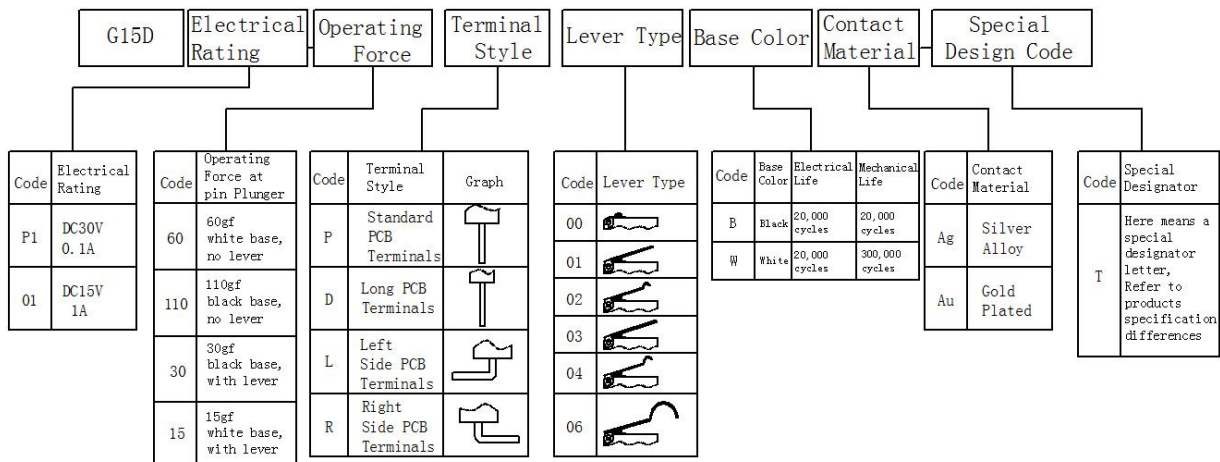 G15D
Electrical
Rating
Operating
Force
Terminal
Style
Lever Type
Base Color
Contact
Material
Special
Design Code
Code
Electrical
Rating
P1
DC30V
0.1A
01
DC15V
1A
Code
Operating
Force at
pin Plunger
60
60gf
white base,
no lever
110
110gf
black base,
no lever
30
30gf
black base,
with lever
15
15gf
white base,
with lever
Code
Terminal
Style
Graph
P
Standard
PCB
Terminals
D
Long PCB
Terminals
L
Left
Side PCB
Terminals
R
Right
Side PCB
Terminals
Code
Lever Type
00
01
02
03
04
06
Code
Base
Color
Electrical
Life
Mechanical
Life
B
Black
20,000
cycles
20,000
cycles
W
White
20,000
cycles
300,000
cycles
Code
Contact
Material
Ag
Silver
Alloy
Au
Gold
Plated
Code
Special
Designator
T
Here means a
special
designator
letter,
Refer to
products
specification
differences